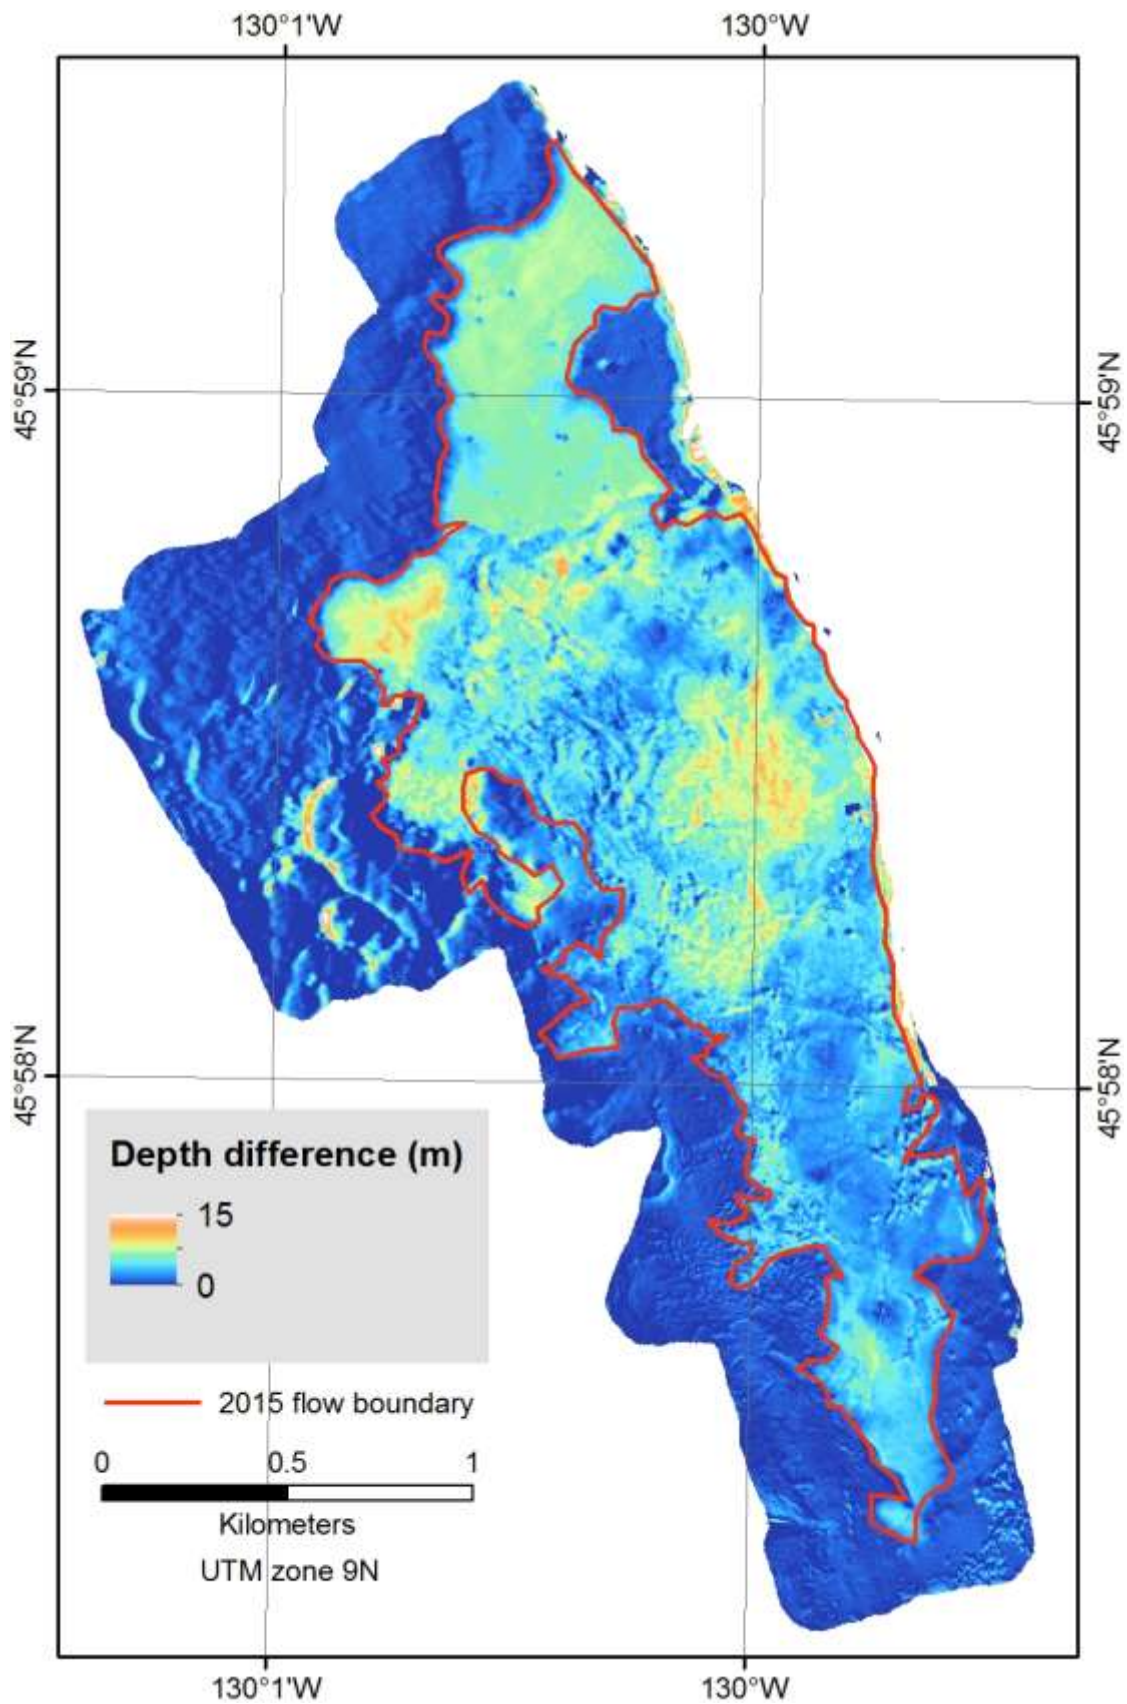 130°1'W 130°W
45°59'N 45°59'N
45°58'N 45°58'N
Depth difference (m)
15
0
2015 flow boundary
0 0.5 1
Kilometers
UTM zone 9N
130°1'W 130°W